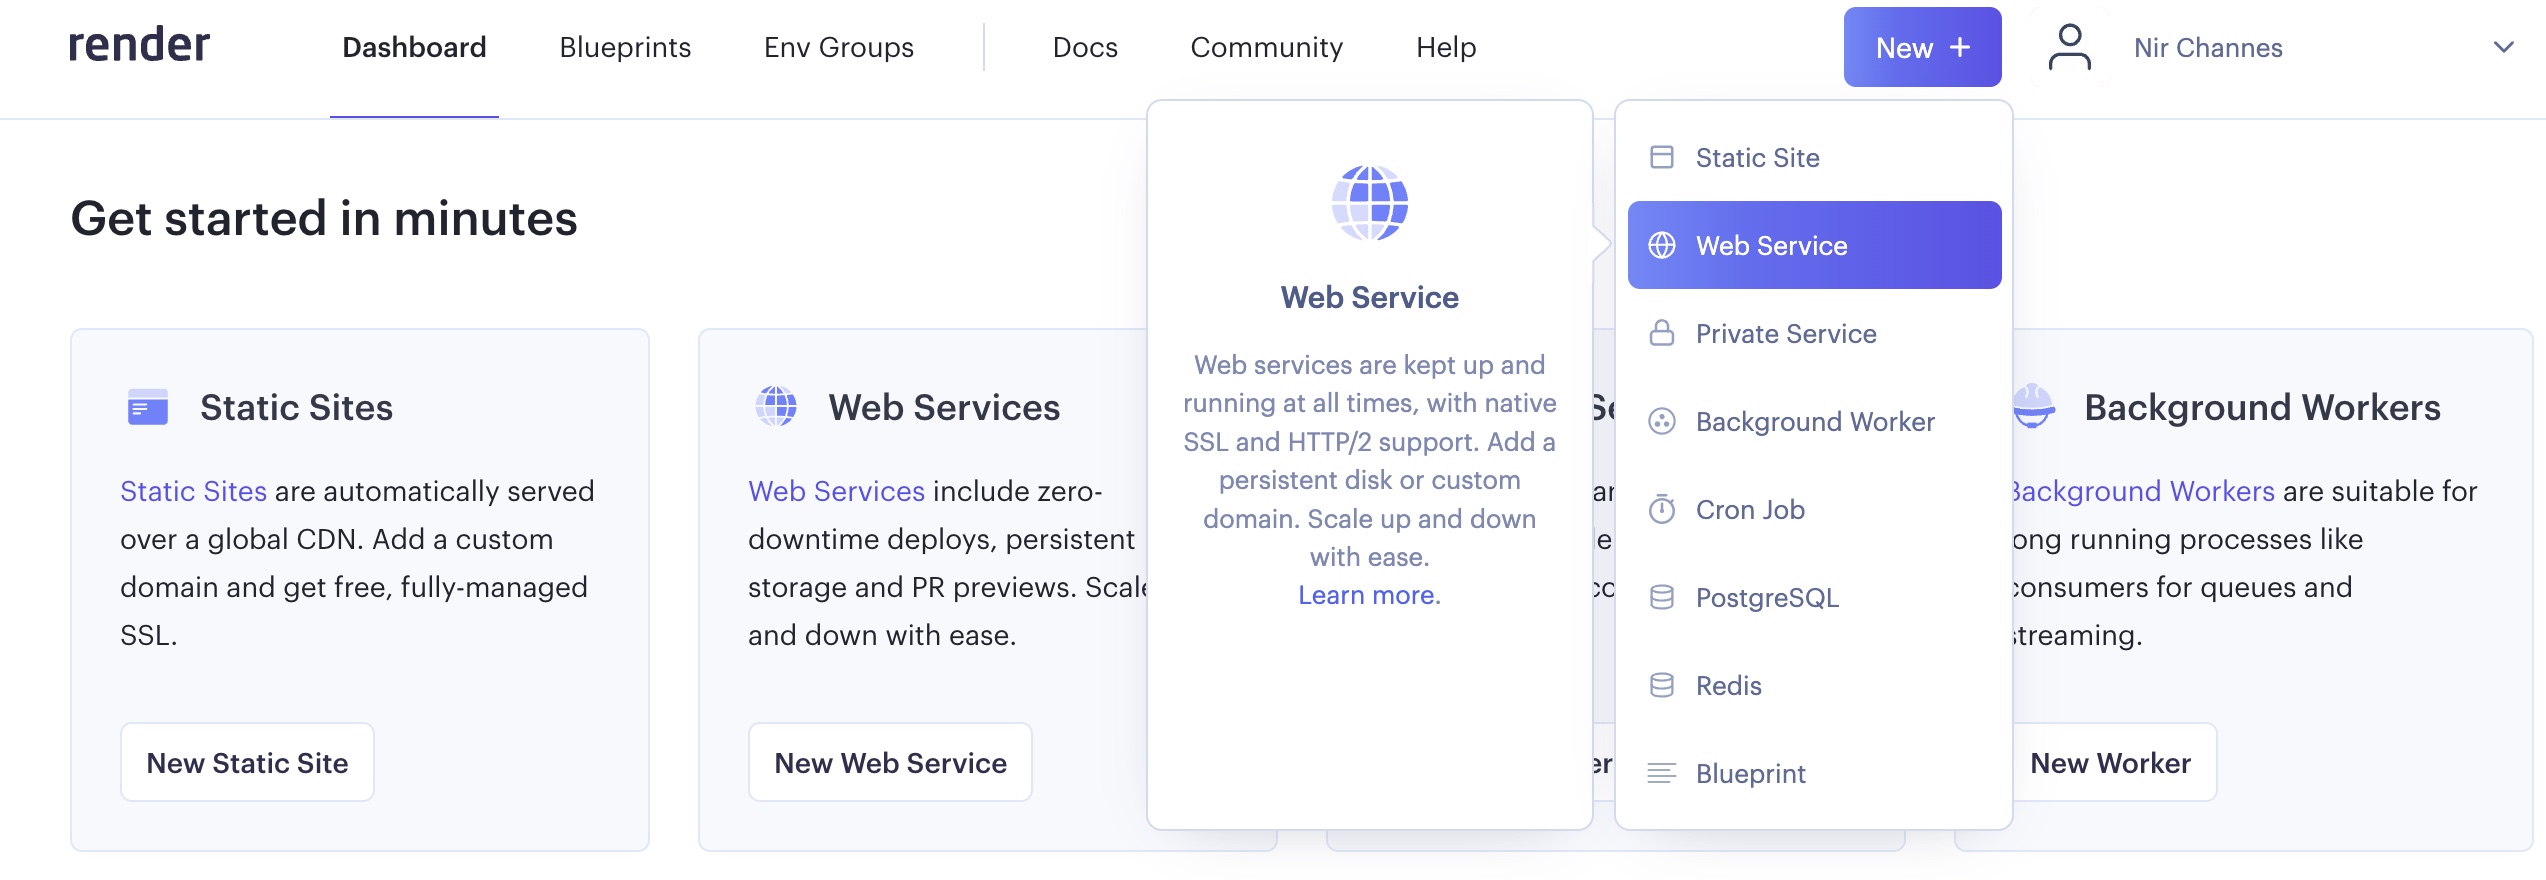 render
Dashboard
Blueprints
Env Groups
Docs
Community
Help
New +
Nir Channes
Get started in minutes
Static Sites
Static Sites are automatically served
over a global CDN. Add a custom
domain and get free, fully-managed
SSL.
New Static Site
Web Services
Web Services include zero-
downtime deploys, persistent
storage and PR previews. Scale
and down with ease.
New Web Service
Web Service
Web services are kept up and
running at all times, with native
SSL and HTTP/2 support. Add a
persistent disk or custom
domain. Scale up and down
with ease.
Learn more.
Static Site
Web Service
Private Service
Background Worker
Cron Job
PostgreSQL
Redis
Blueprint
Background Workers
Background Workers are suitable for
long running processes like
consumers for queues and
streaming.
New Worker